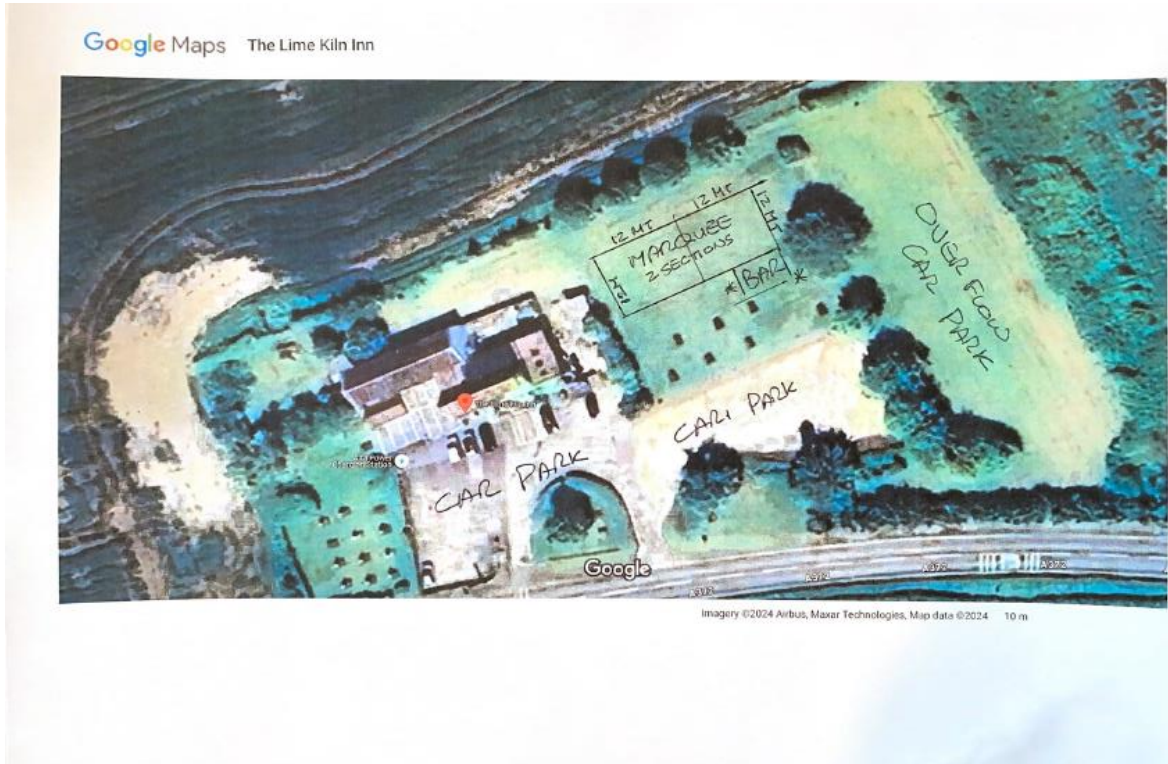 Google Maps The Lime Kiln Inn
12 MT
12 MT
12 MT
MARQUEE
2 SECTIONS
12 MT
* BAR *
OVER FLOW
CAR PARK
CAR PARK
CAR PARK
Google
A372
A372
A372
A372
Imagery ©2024 Airbus, Maxar Technologies, Map data ©2024 10 m